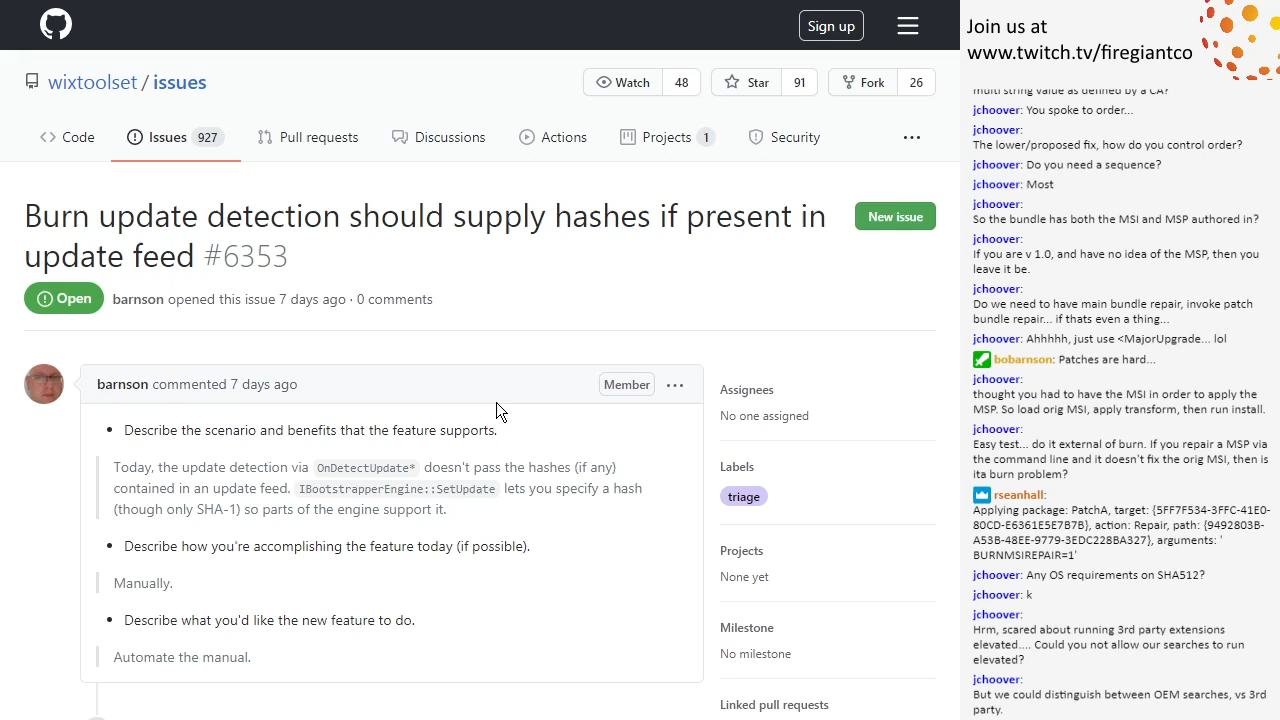 Sign up
wixtoolset / issues
Watch 48
Star 91
Fork 26
Code
Issues 927
Pull requests
Discussions
Actions
Projects 1
Security
Burn update detection should supply hashes if present in
update feed #6353
New issue
Open
barnson opened this issue 7 days ago · 0 comments
barnson commented 7 days ago
Member
• Describe the scenario and benefits that the feature supports.
Today, the update detection via OnDetectUpdate* doesn't pass the hashes (if any)
contained in an update feed. IBootstrapperEngine::SetUpdate lets you specify a hash
(though only SHA-1) so parts of the engine support it.
• Describe how you're accomplishing the feature today (if possible).
Manually.
• Describe what you'd like the new feature to do.
Automate the manual.
Assignees
No one assigned
Labels
triage
Projects
None yet
Milestone
No milestone
Linked pull requests
Join us at
www.twitch.tv/firegiantco
multi string value as defined by a CA?
jchoover: You spoke to order...
jchoover:
The lower/proposed fix, how do you control order?
jchoover: Do you need a sequence?
jchoover: Most
jchoover:
So the bundle has both the MSI and MSP authored in?
jchoover:
If you are v 1.0, and have no idea of the MSP, then you
leave it be.
jchoover:
Do we need to have main bundle repair, invoke patch
bundle repair... if thats even a thing...
jchoover: Ahhhhh, just use <MajorUpgrade... lol
bobarnson: Patches are hard...
jchoover:
thought you had to have the MSI in order to apply the
MSP. So load orig MSI, apply transform, then run install.
jchoover:
Easy test... do it external of burn. If you repair a MSP via
the command line and it doesn't fix the orig MSI, then is
ita burn problem?
rseanhall:
Applying package: PatchA, target: {5FF7F534-3FFC-41E0-
80CD-E6361E5E7B7B}, action: Repair, path: {9492803B-
A53B-48EE-9779-3EDC228BA327}, arguments: '
BURNMSIREPAIR=1'
jchoover: Any OS requirements on SHA512?
jchoover: k
jchoover:
Hrm, scared about running 3rd party extensions
elevated.... Could you not allow our searches to run
elevated?
jchoover:
But we could distinguish between OEM searches, vs 3rd
party.